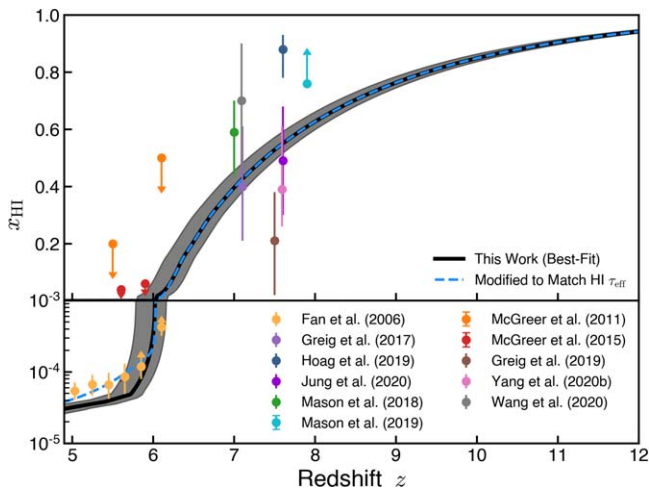 1.0
0.8
0.6
0.4
0.2
10⁻³
10⁻⁴
10⁻⁵
x_HI
This Work (Best-Fit)
Modified to Match HI τ_eff
Fan et al. (2006)
Greig et al. (2017)
Hoag et al. (2019)
Jung et al. (2020)
Mason et al. (2018)
Mason et al. (2019)
McGreer et al. (2011)
McGreer et al. (2015)
Greig et al. (2019)
Yang et al. (2020b)
Wang et al. (2020)
5 6 7 8 9 10 11 12
Redshift z